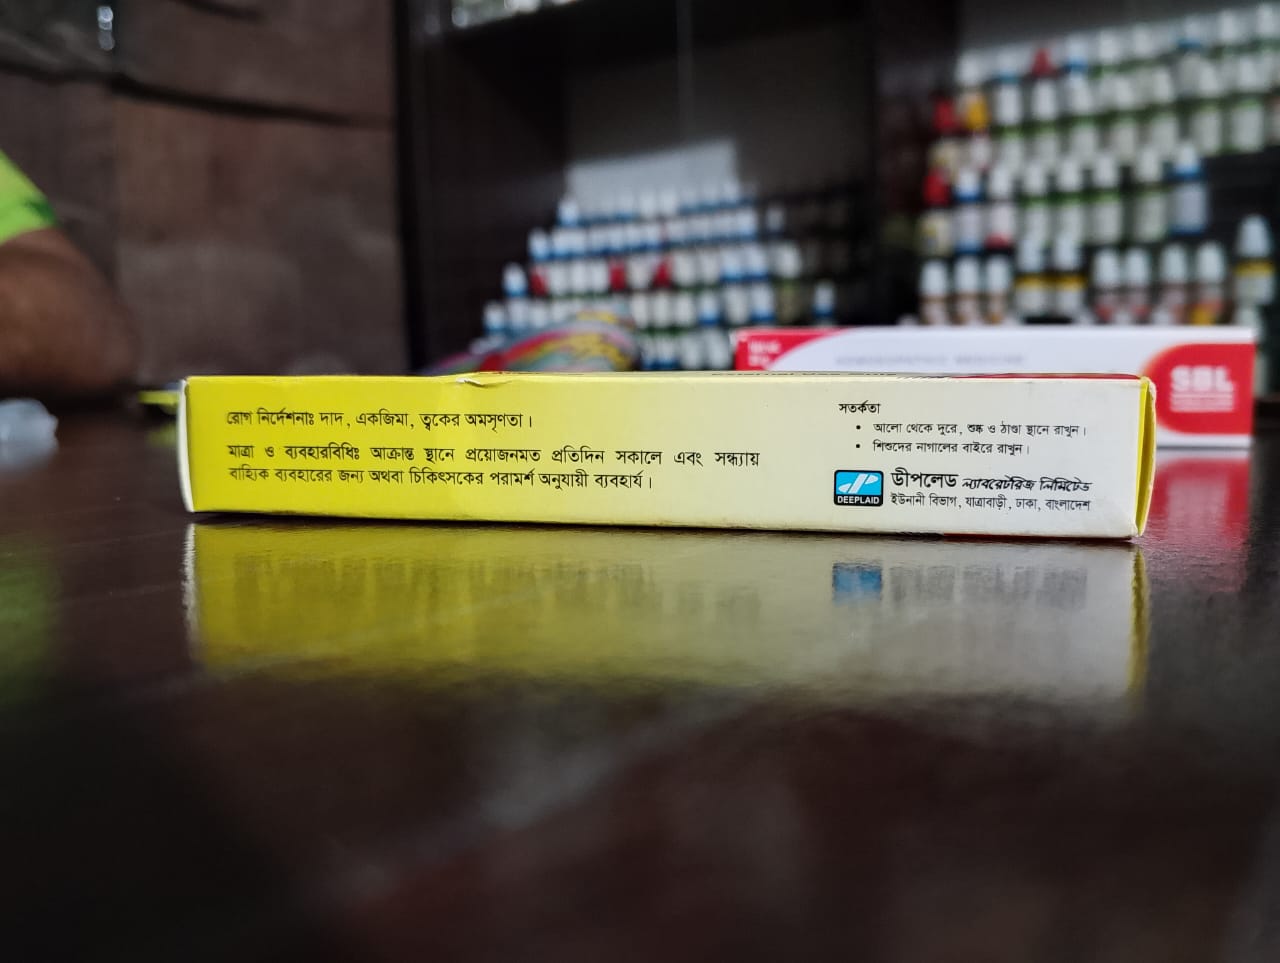 রোগ নির্দেশনাঃ দাদ, একজিমা, ত্বকের অমসৃণতা।
মাত্রা ও ব্যবহারবিধিঃ আক্রান্ত স্থানে প্রয়োজনমত প্রতিদিন সকালে এবং সন্ধ্যায়
বাহ্যিক ব্যবহারের জন্য অথবা চিকিৎসকের পরামর্শ অনুযায়ী ব্যবহার্য।
সতর্কতা
• আলো থেকে দূরে, শুষ্ক ও ঠাণ্ডা স্থানে রাখুন।
• শিশুদের নাগালের বাইরে রাখুন।
DEEPLAID
ডীপলেড ল্যাবরেটরিজ লিমিটেড
ইউনানী বিভাগ, যাত্রাবাড়ী, ঢাকা, বাংলাদেশ
SBL